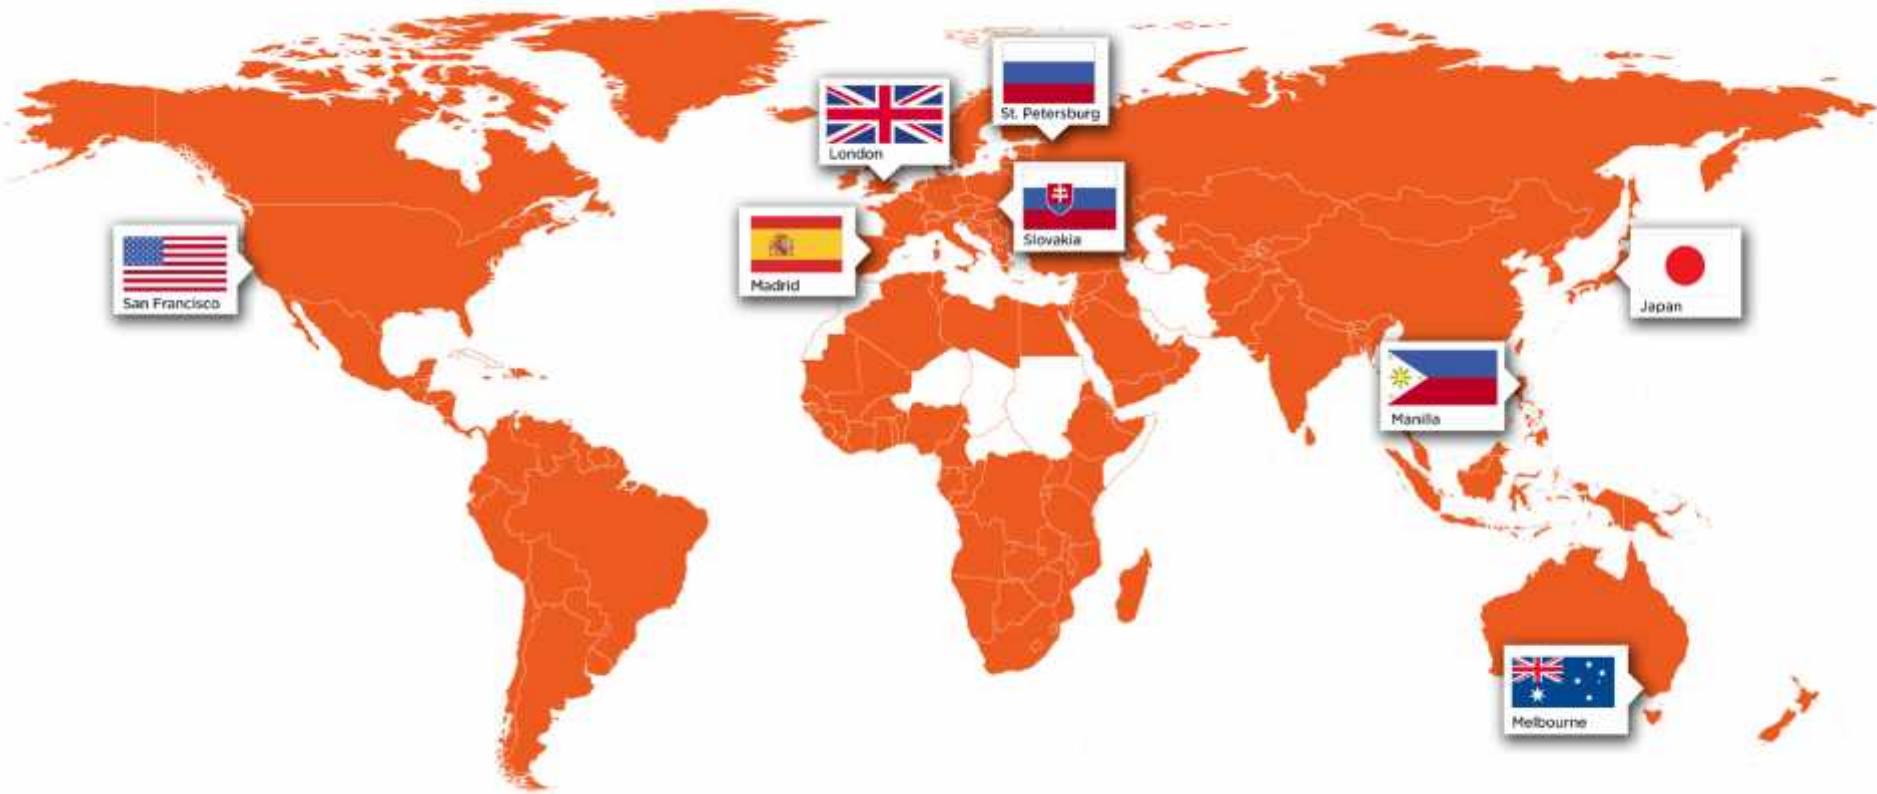 St. Petersburg
London
Slovakia
Madrid
San Francisco
Japan
Manilla
Melbourne